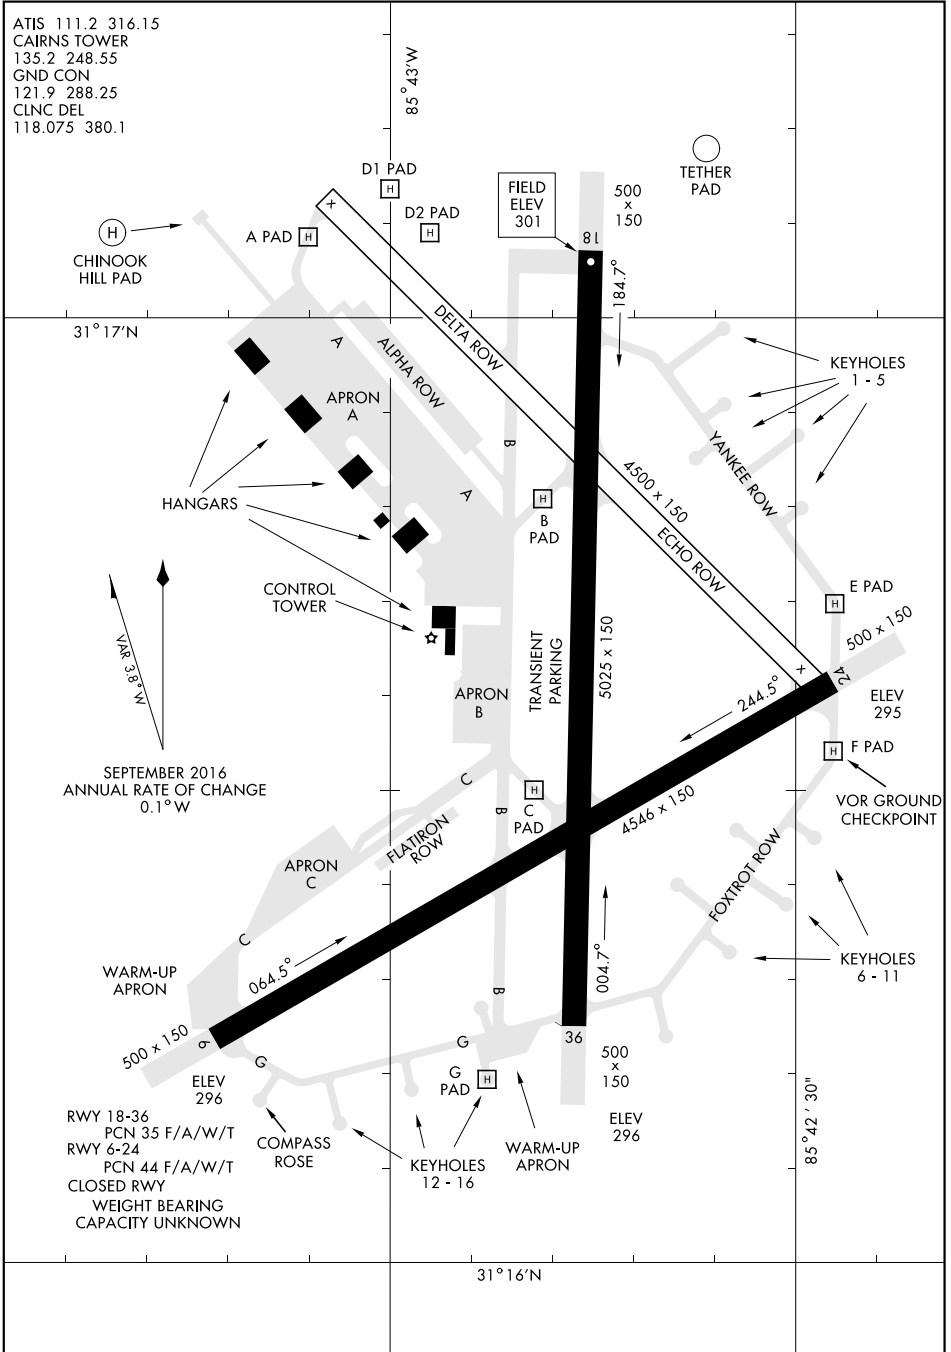 ATIS 111.2 316.15
CAIRNS TOWER
135.2 248.55
GND CON
121.9 288.25
CLNC DEL
118.075 380.1
85°43'W
D1 PAD
H
FIELD
ELEV
301
500
x
150
TETHER
PAD
H
CHINOOK
HILL PAD
A PAD H
x
D2 PAD
H
18
184.7°
31°17'N
DELTA ROW
A
ALPHA ROW
KEYHOLES
1 - 5
APRON
A
B
YANKEE ROW
4500 x 150
HANGARS
A
H
B
PAD
ECHO ROW
CONTROL
TOWER
E PAD
H
500 x 150
VAR 3.8° W
TRANSIENT
PARKING
5025 x 150
APRON
B
x
24
244.5°
ELEV
295
SEPTEMBER 2016
ANNUAL RATE OF CHANGE
0.1° W
H F PAD
C
B
H
C
PAD
4546 x 150
VOR GROUND
CHECKPOINT
FLATIRON
ROW
APRON
C
FOXTROT ROW
C
064.5°
004.7°
KEYHOLES
6 - 11
WARM-UP
APRON
B
500 x 150
6
G
G
36
500
x
150
ELEV
296
G
PAD
H
ELEV
296
85°42' 30"
RWY 18-36
PCN 35 F/A/W/T
RWY 6-24
PCN 44 F/A/W/T
CLOSED RWY
WEIGHT BEARING
CAPACITY UNKNOWN
COMPASS
ROSE
KEYHOLES
12 - 16
WARM-UP
APRON
31°16'N